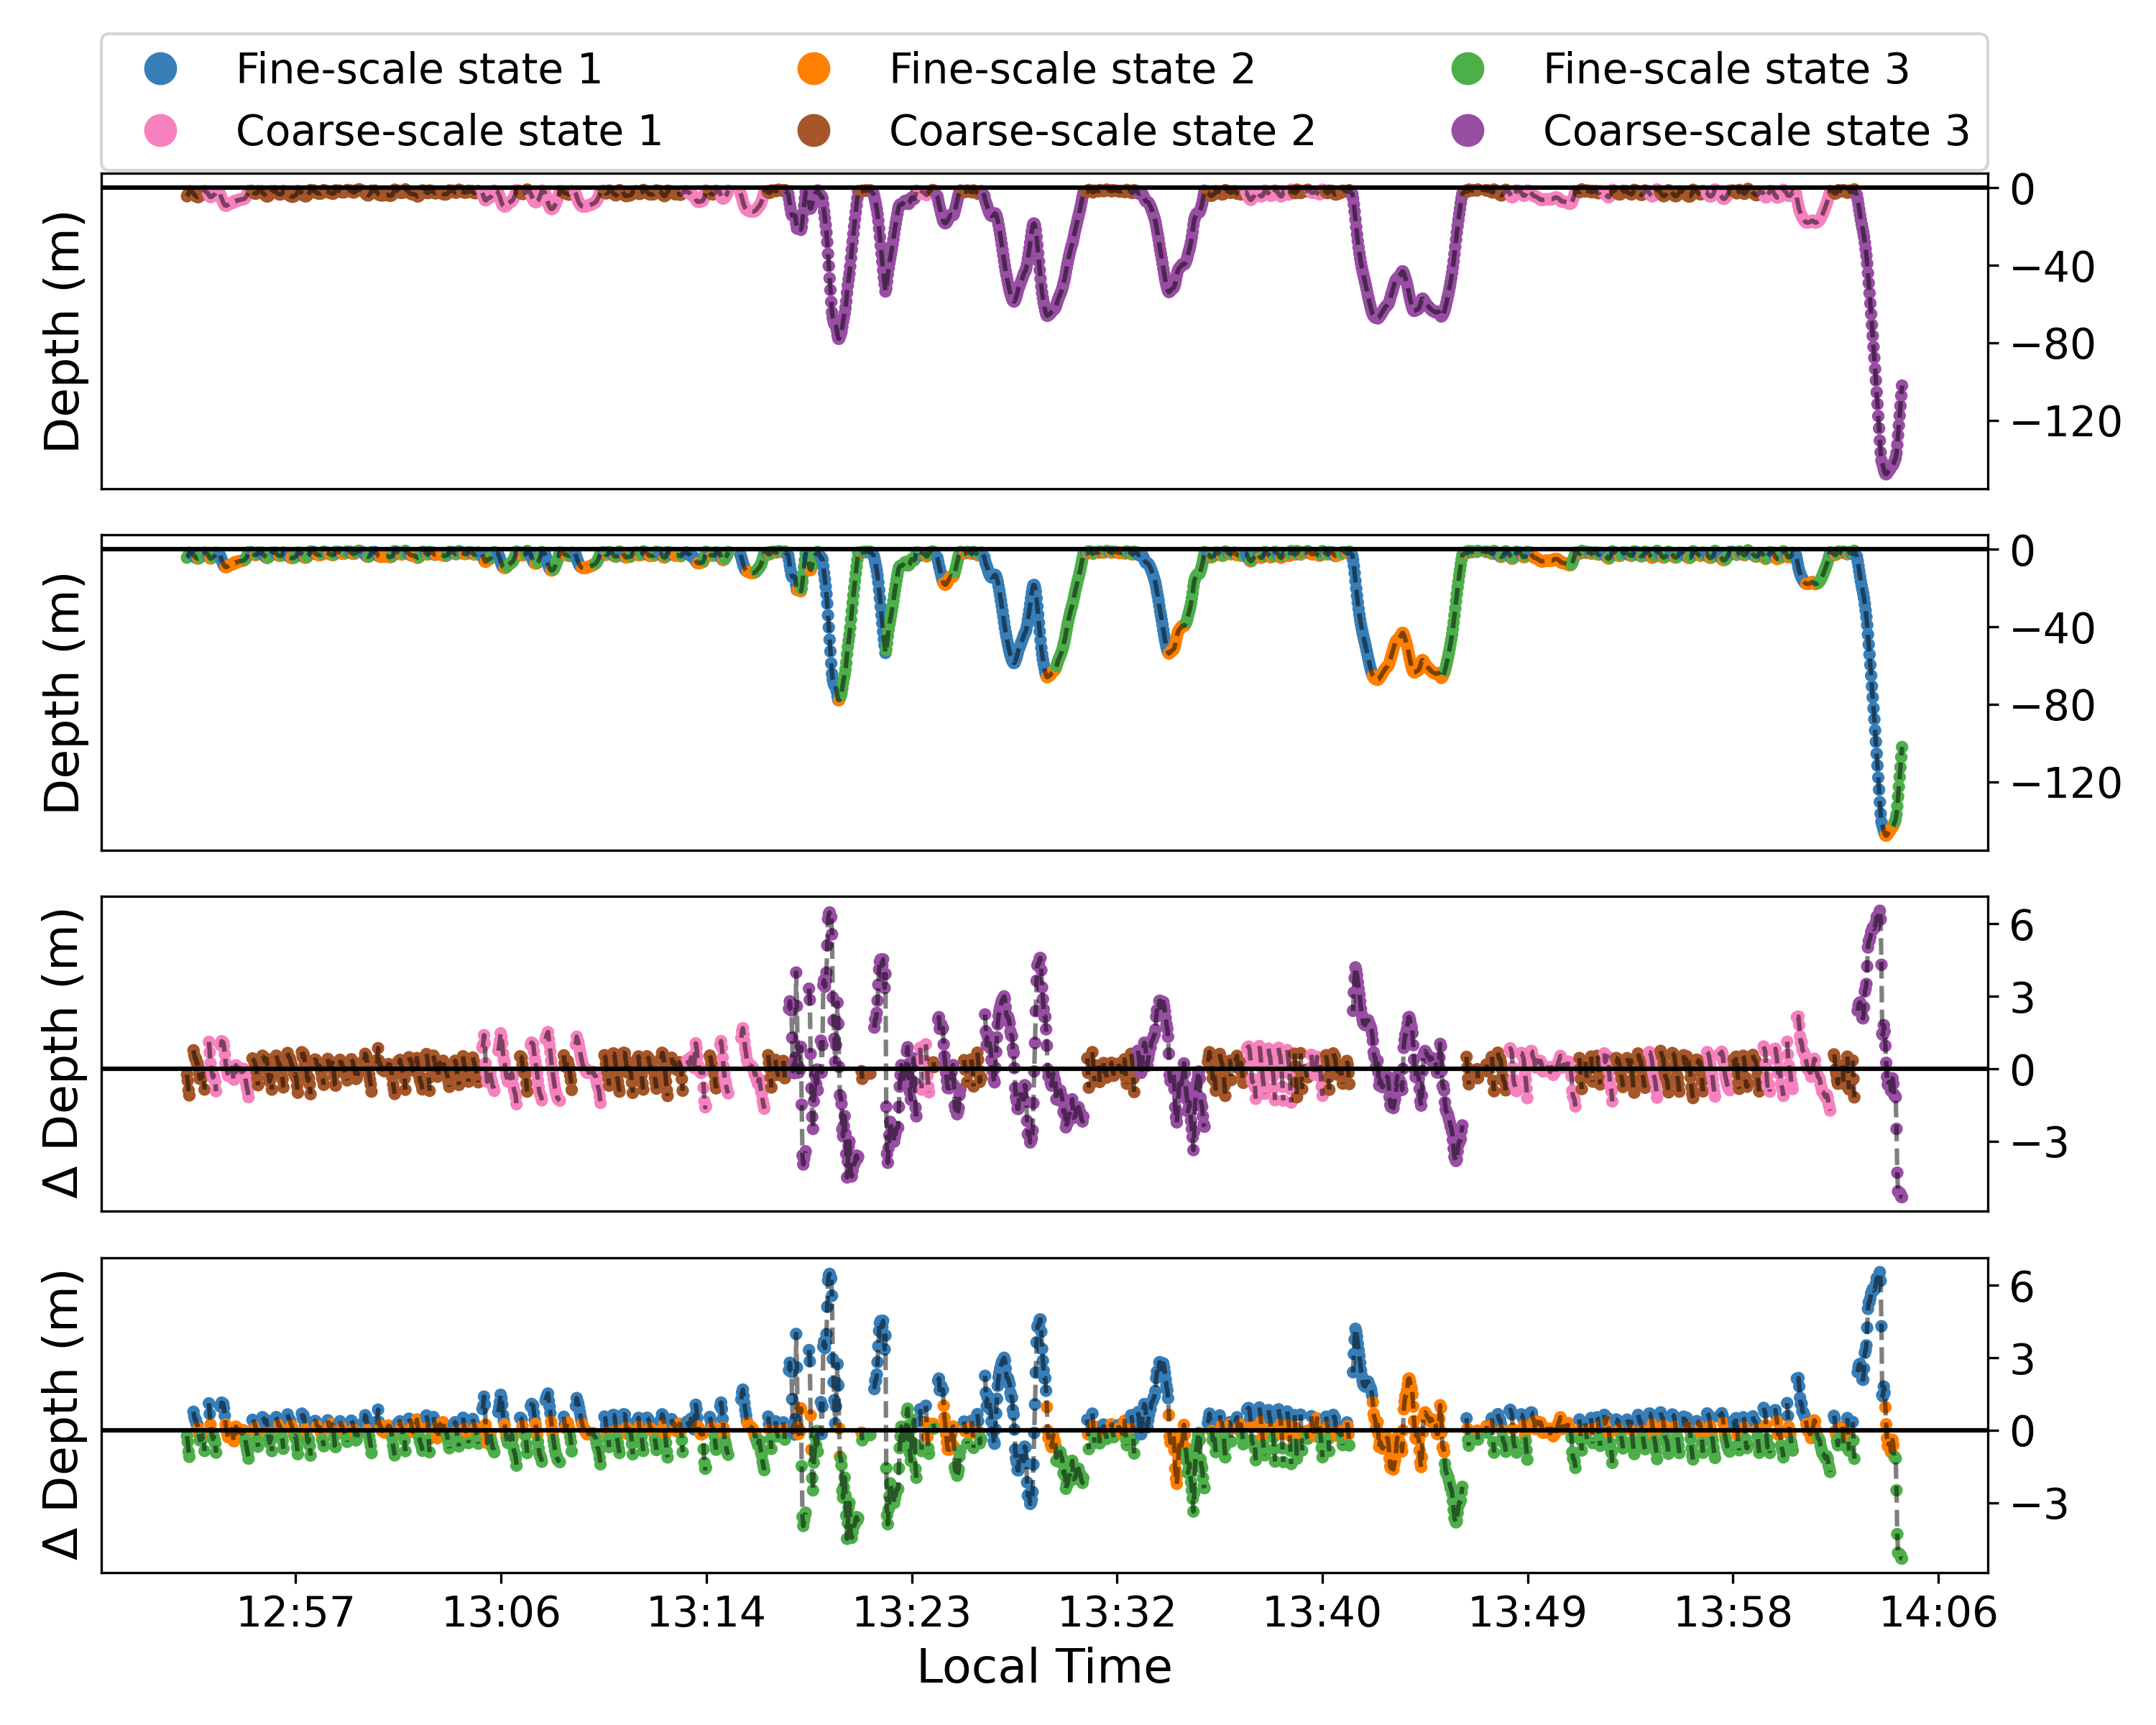 Fine-scale state 1 Fine-scale state 2 Fine-scale state 3
Coarse-scale state 1 Coarse-scale state 2 Coarse-scale state 3
Depth (m)
0
−40
−80
−120
Depth (m)
0
−40
−80
−120
Δ Depth (m)
6
3
0
−3
Δ Depth (m)
6
3
0
−3
12:57 13:06 13:14 13:23 13:32 13:40 13:49 13:58 14:06
Local Time